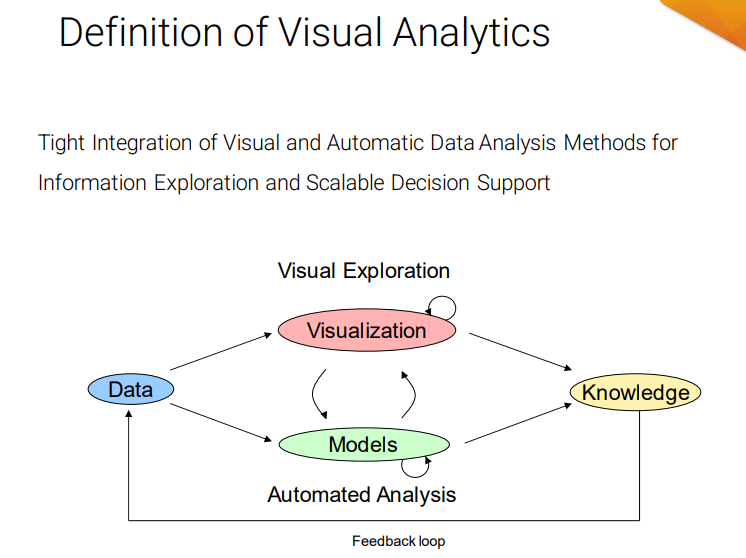 Definition of Visual Analytics
Tight Integration of Visual and Automatic Data Analysis Methods for
Information Exploration and Scalable Decision Support
Visual Exploration
Visualization
Data
Knowledge
Models
Automated Analysis
Feedback loop